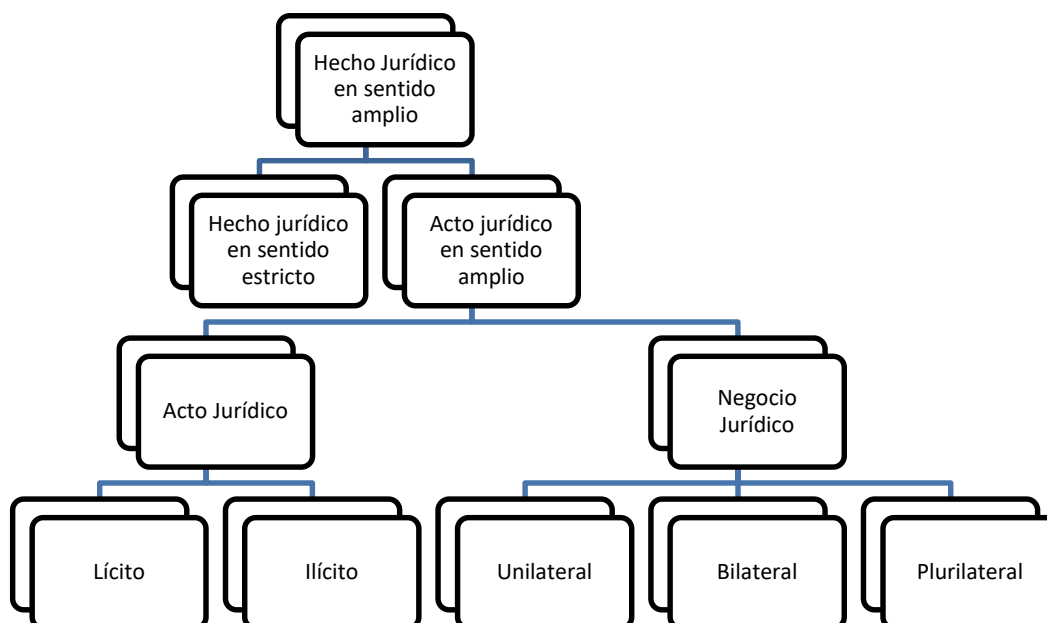 Hecho Jurídico
en sentido
amplio
Hecho jurídico
en sentido
estricto
Acto jurídico
en sentido
amplio
Acto Jurídico
Negocio
Jurídico
Lícito
Ilícito
Unilateral
Bilateral
Plurilateral